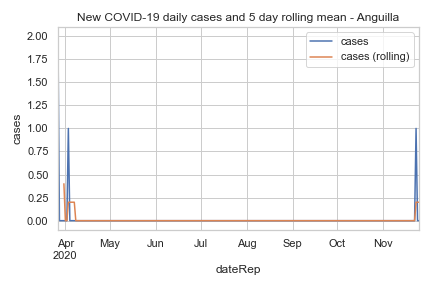 New COVID-19 daily cases and 5 day rolling mean - Anguilla
cases
cases (rolling)
2.00
1.75
1.50
1.25
1.00
0.75
0.50
0.25
0.00
cases
Apr May Jun Jul Aug Sep Oct Nov
2020
dateRep